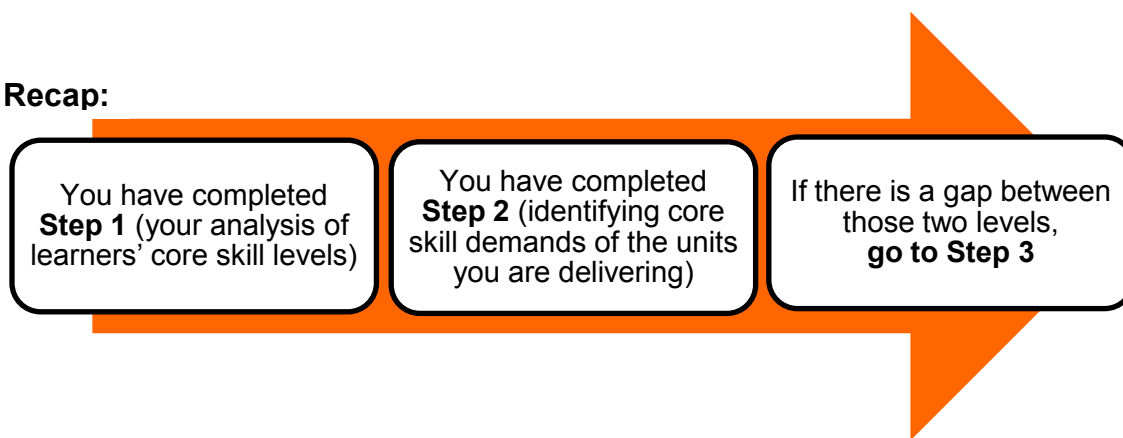 Recap:
You have completed
Step 1 (your analysis of
learners’ core skill levels)
You have completed
Step 2 (identifying core
skill demands of the units
you are delivering)
If there is a gap between
those two levels,
go to Step 3